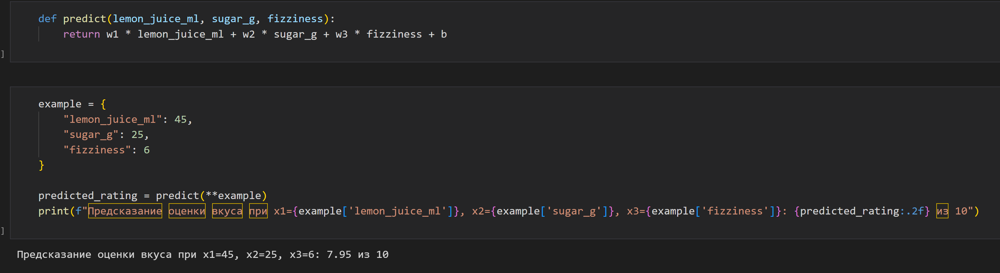 def predict(lemon_juice_ml, sugar_g, fizziness):
    return w1 * lemon_juice_ml + w2 * sugar_g + w3 * fizziness + b
]
example = {
    "lemon_juice_ml": 45,
    "sugar_g": 25,
    "fizziness": 6
}
predicted_rating = predict(**example)
print(f"Предсказание оценки вкуса при x1={example['lemon_juice_ml']}, x2={example['sugar_g']}, x3={example['fizziness']}: {predicted_rating:.2f} из 10")
]
Предсказание оценки вкуса при x1=45, x2=25, x3=6: 7.95 из 10